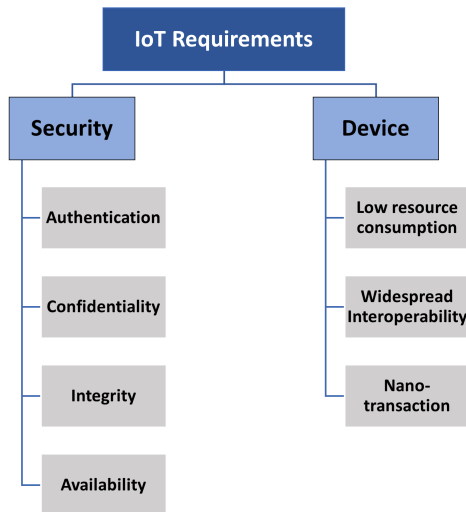 IoT Requirements
Security
Device
Authentication
Confidentiality
Integrity
Availability
Low resource
consumption
Widespread
Interoperability
Nano-
transaction